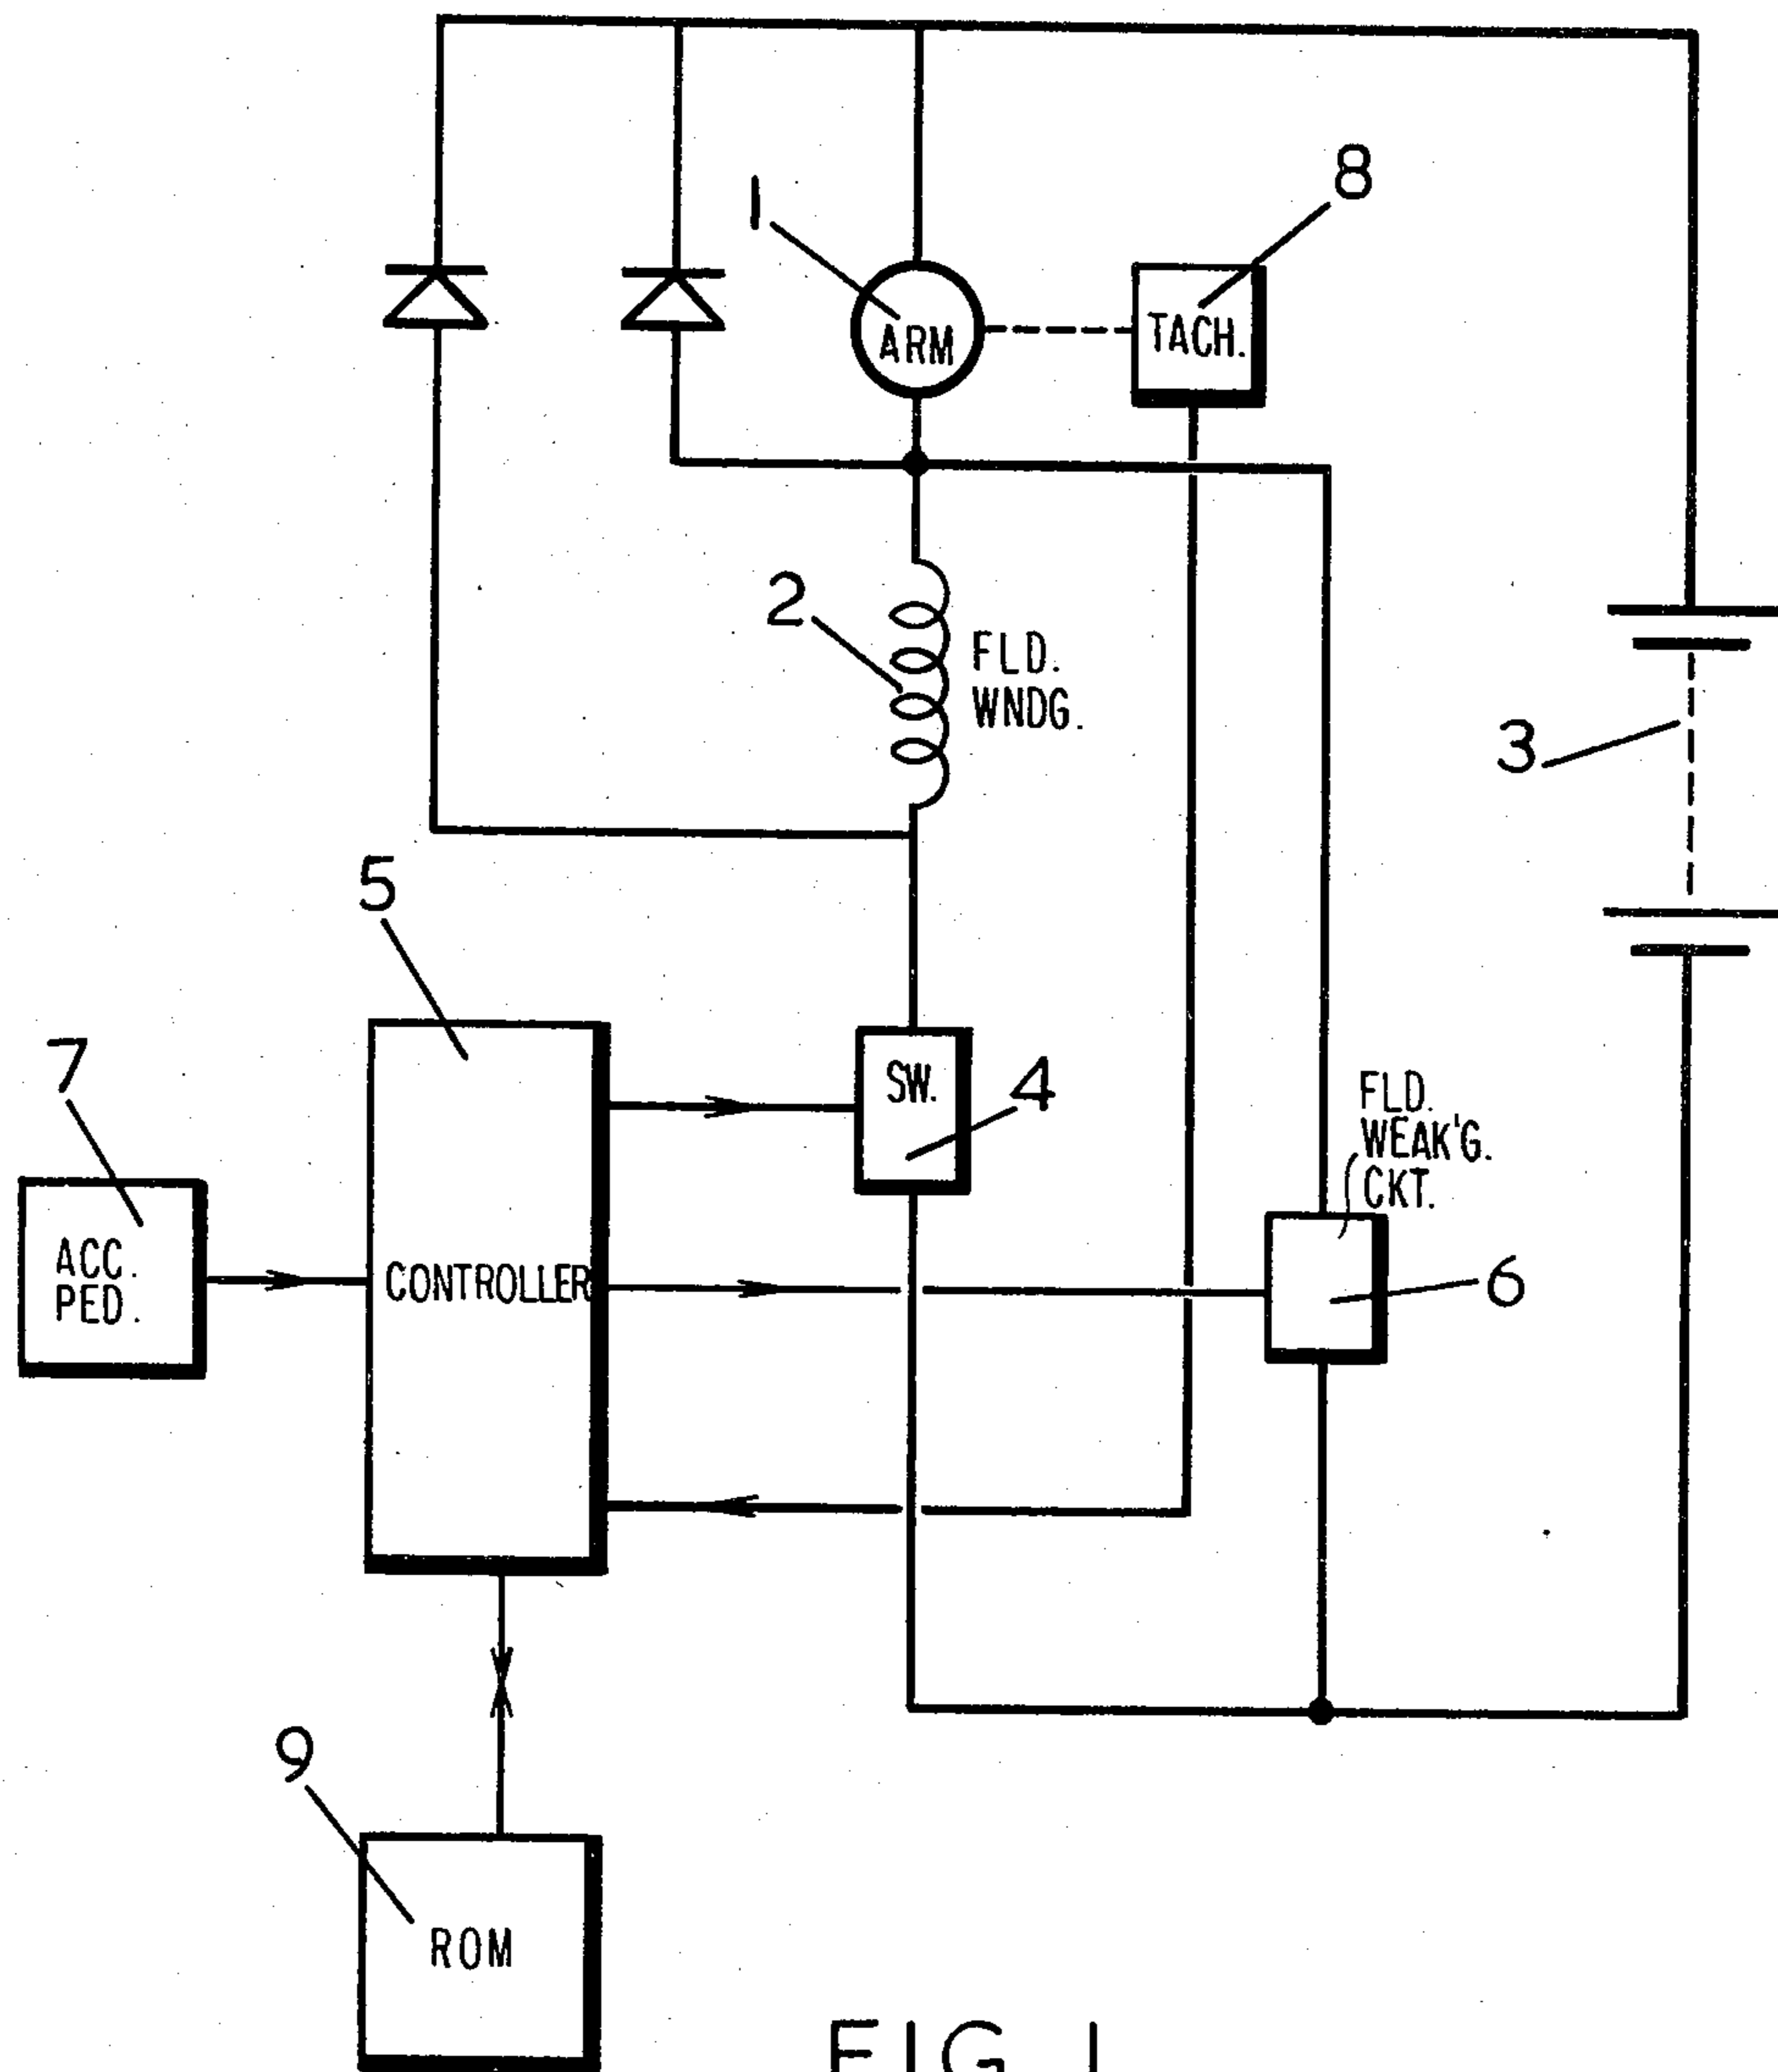 1
8
ARM
TACH.
2
FLD.
WNDG.
3
5
7
SW.
4
FLD.
WEAK'G.
CKT.
ACC.
PED.
CONTROLLER
6
9
ROM
FIG. 1